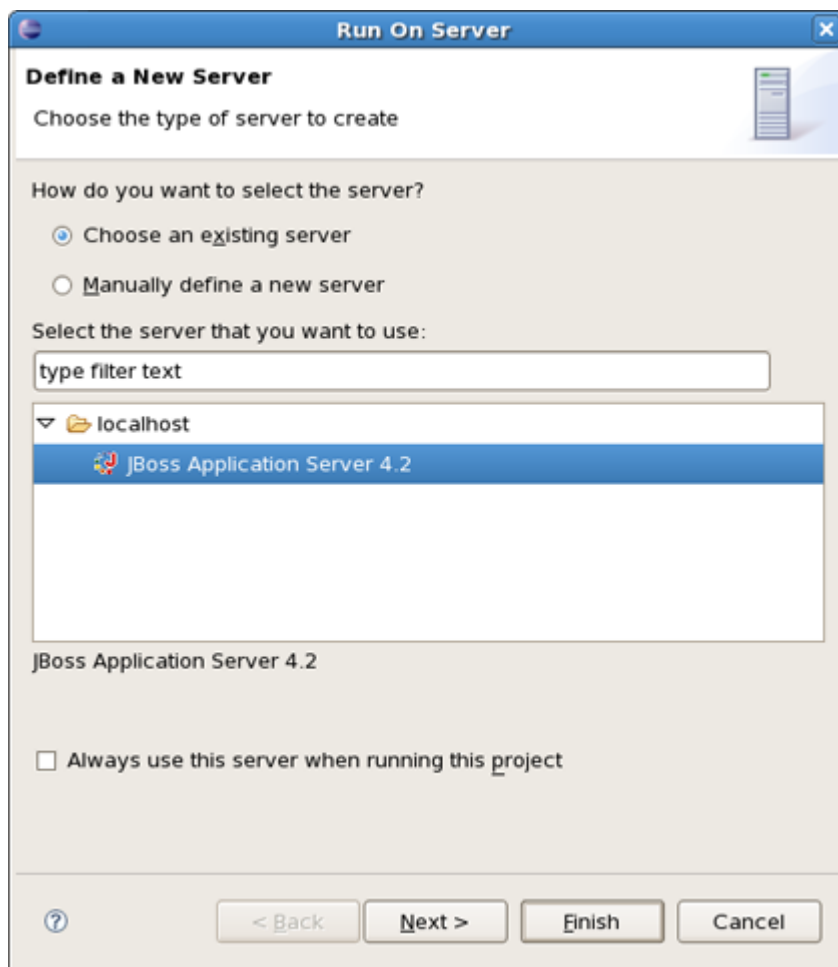 Run On Server
Define a New Server
Choose the type of server to create
How do you want to select the server?
Choose an existing server
Manually define a new server
Select the server that you want to use:
type filter text
localhost
JBoss Application Server 4.2
JBoss Application Server 4.2
Always use this server when running this project
? < Back Next > Finish Cancel